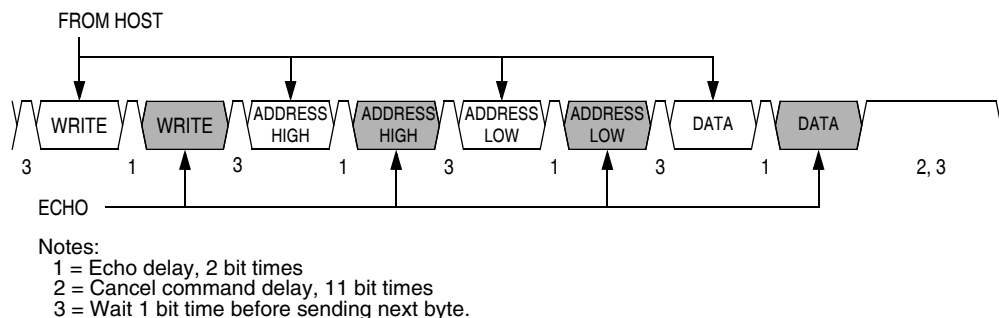 FROM HOST
WRITE WRITE ADDRESS HIGH ADDRESS HIGH ADDRESS LOW ADDRESS LOW DATA DATA
3 1 3 1 3 1 3 1 2, 3
ECHO
Notes:
1 = Echo delay, 2 bit times
2 = Cancel command delay, 11 bit times
3 = Wait 1 bit time before sending next byte.